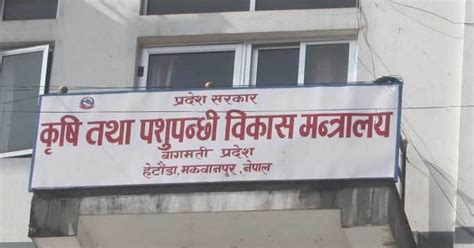 प्रदेश सरकार
कृषि तथा पशुपन्छी विकास मन्त्रालय
बागमती प्रदेश
हेटौंडा, मकवानपुर, नेपाल